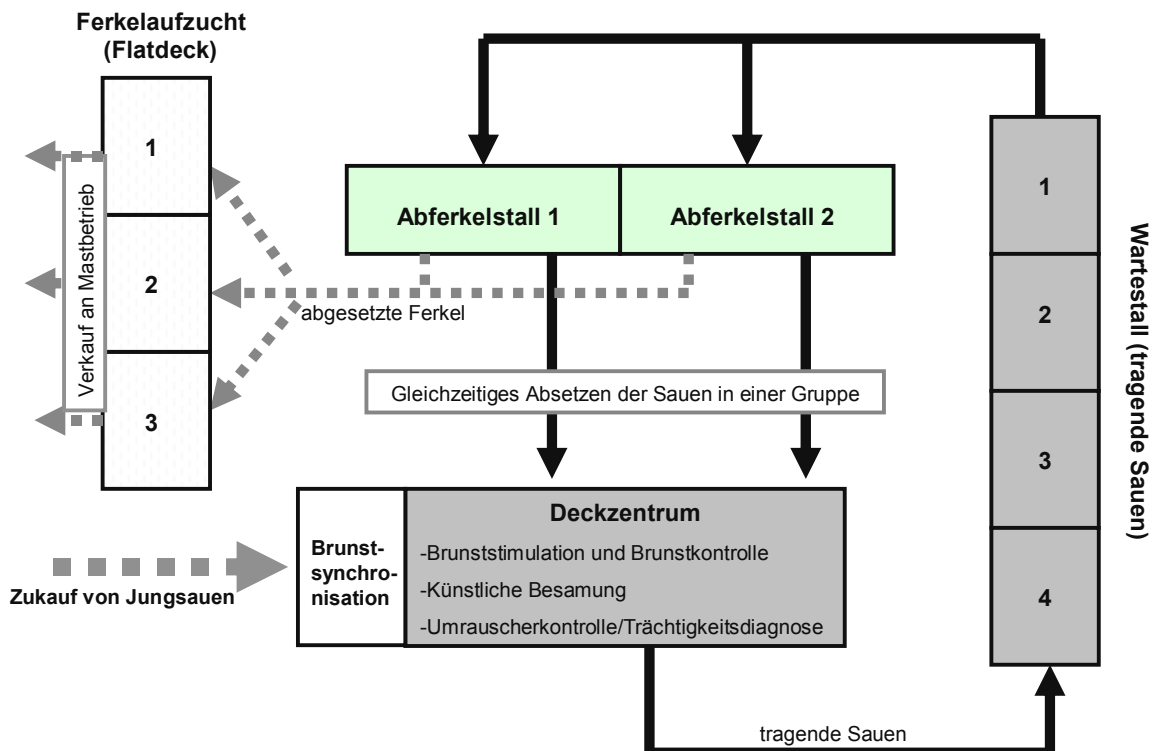 Ferkelaufzucht
(Flatdeck)
1
2
3
Verkauf an Mastbetrieb
Abferkelstall 1
Abferkelstall 2
abgesetzte Ferkel
Gleichzeitiges Absetzen der Sauen in einer Gruppe
Zukauf von Jungsauen
Brunst-
synchro-
nisation
Deckzentrum
-Brunststimulation und Brunstkontrolle
-Künstliche Besamung
-Umrauscherkontrolle/Trächtigkeitsdiagnose
tragende Sauen
1
2
3
4
Wartestall (tragende Sauen)